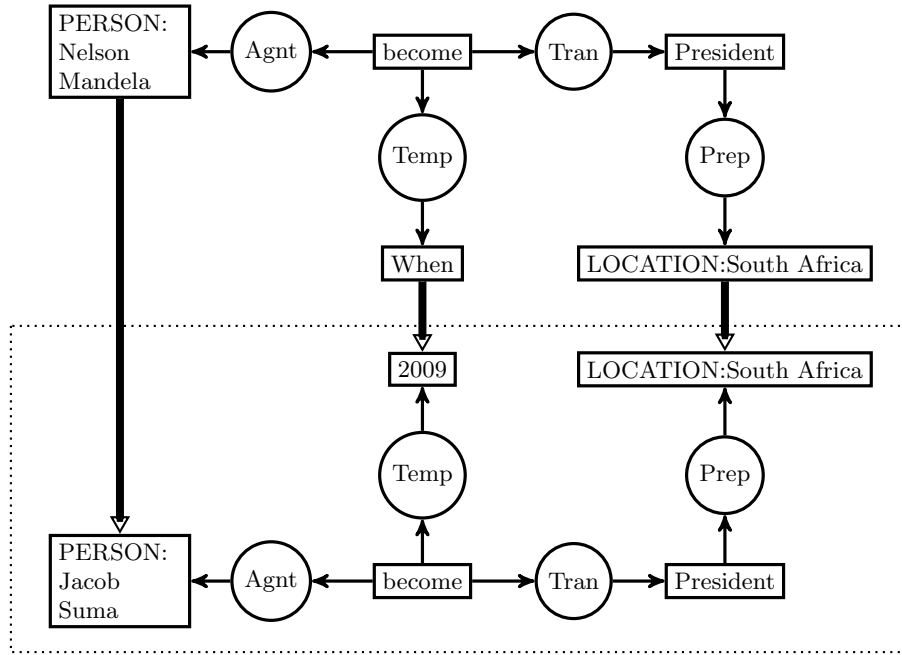 PERSON:
Nelson
Mandela
Agnt
become
Tran
President
Temp
Prep
When
LOCATION:South Africa
2009
LOCATION:South Africa
Temp
Prep
PERSON:
Jacob
Suma
Agnt
become
Tran
President